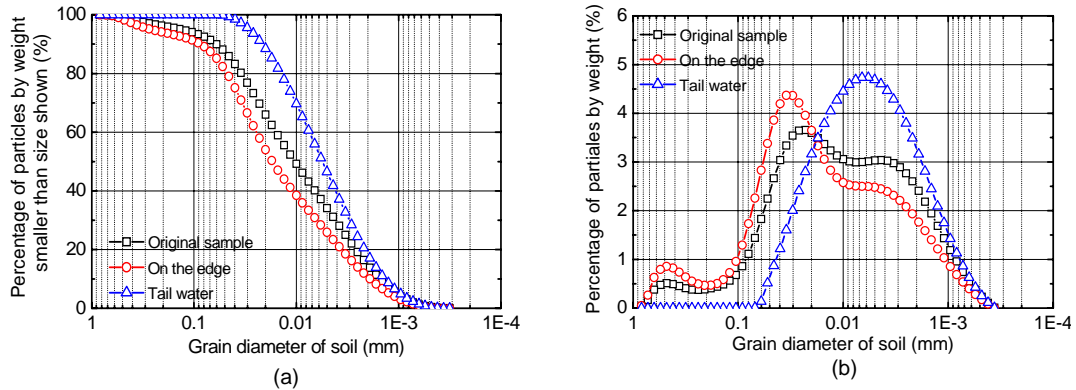 Percentage of particles by weight
smaller than size shown (%)
100
80
60
40
20
0
Original sample
On the edge
Tail water
1
0.1
0.01
1E-3
1E-4
Grain diameter of soil (mm)
(a)
Percentage of partiales by weight (%)
6
5
4
3
2
1
0
Original sample
On the edge
Tail water
1
0.1
0.01
1E-3
1E-4
Grain diameter of soil (mm)
(b)